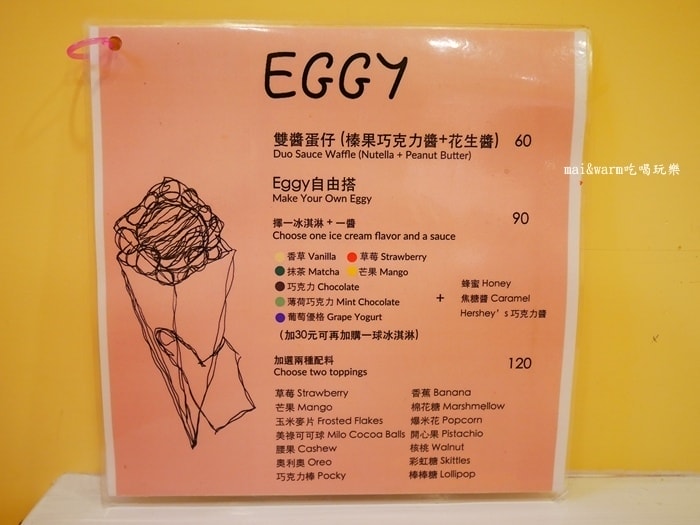 EGGY
雙醬蛋仔 (榛果巧克力醬+花生醬) 60
Duo Sauce Waffle (Nutella + Peanut Butter)
mai&warm吃喝玩樂
Eggy自由搭
Make Your Own Eggy
擇一冰淇淋 + 一醬 90
Choose one ice cream flavor and a sauce
香草 Vanilla 草莓 Strawberry
抹茶 Matcha 芒果 Mango
巧克力 Chocolate
薄荷巧克力 Mint Chocolate
葡萄優格 Grape Yogurt
+
蜂蜜 Honey
焦糖醬 Caramel
Hershey's 巧克力醬
(加30元可再加購一球冰淇淋)
加選兩種配料 120
Choose two toppings
草莓 Strawberry
芒果 Mango
玉米麥片 Frosted Flakes
美祿可可球 Milo Cocoa Balls
腰果 Cashew
奧利奧 Oreo
巧克力棒 Pocky
香蕉 Banana
棉花糖 Marshmellow
爆米花 Popcorn
開心果 Pistachio
核桃 Walnut
彩虹糖 Skittles
棒棒糖 Lollipop